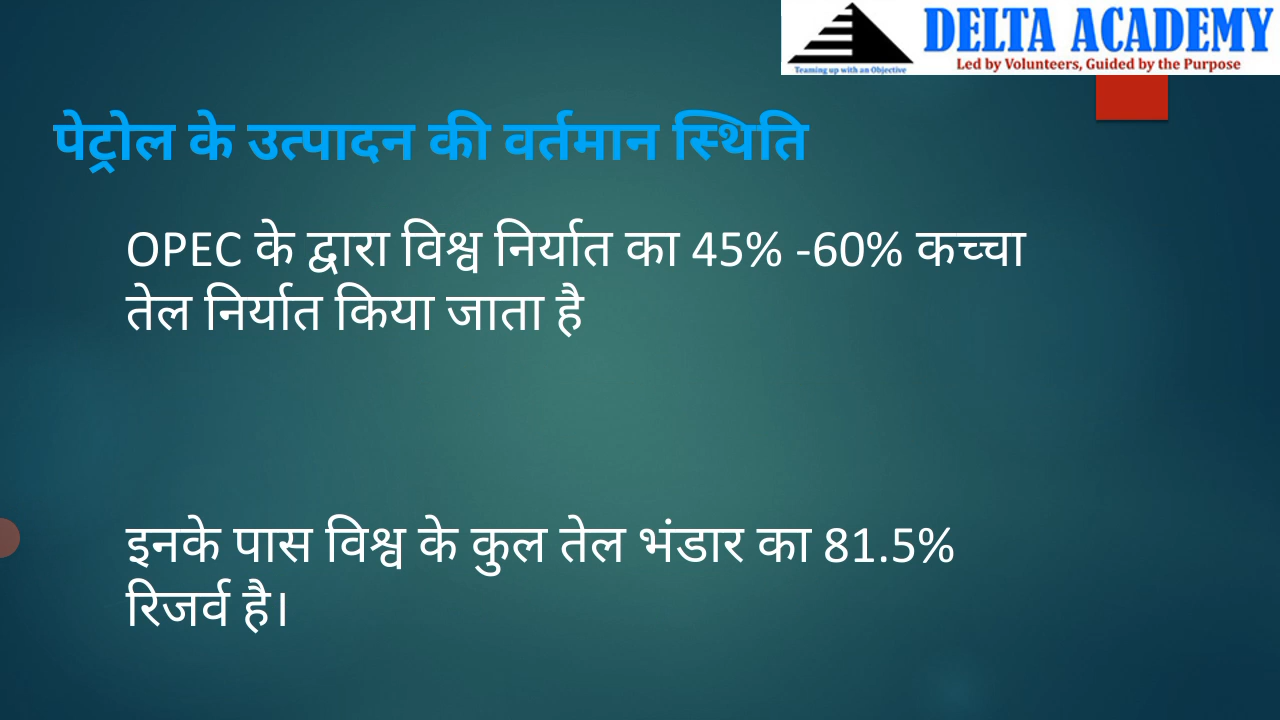 DELTA ACADEMY
Led by Volunteers, Guided by the Purpose
Teaming up with an Objective
पेट्रोल के उत्पादन की वर्तमान स्थिति
OPEC के द्वारा विश्व निर्यात का 45% -60% कच्चा
तेल निर्यात किया जाता है
इनके पास विश्व के कुल तेल भंडार का 81.5%
रिजर्व है।